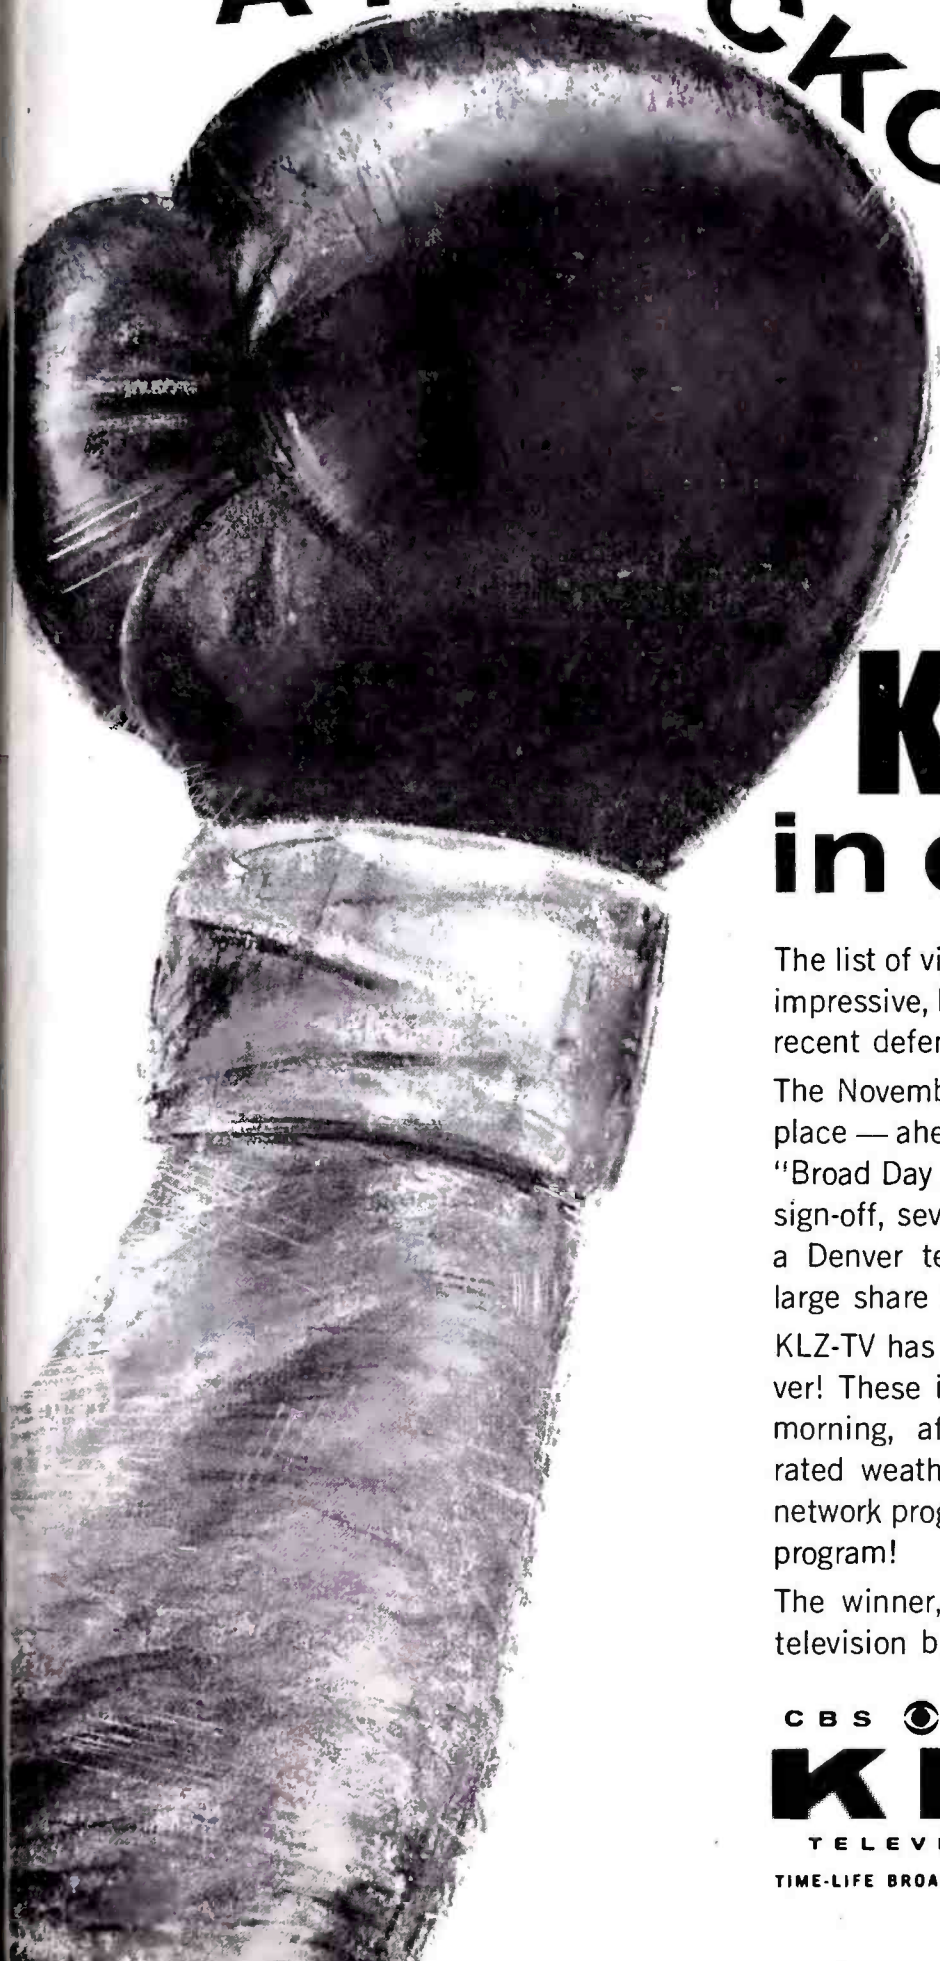 CKO
K
in
The list of vi
impressive,
recent defer
The Novemb
place — ahe
"Broad Day
sign-off, sev
a Denver te
large share
KLZ-TV has
ver! These i
morning, af
rated weath
network prog
program!
The winner,
television b
CBS
K
TELEV
TIME-LIFE BROA